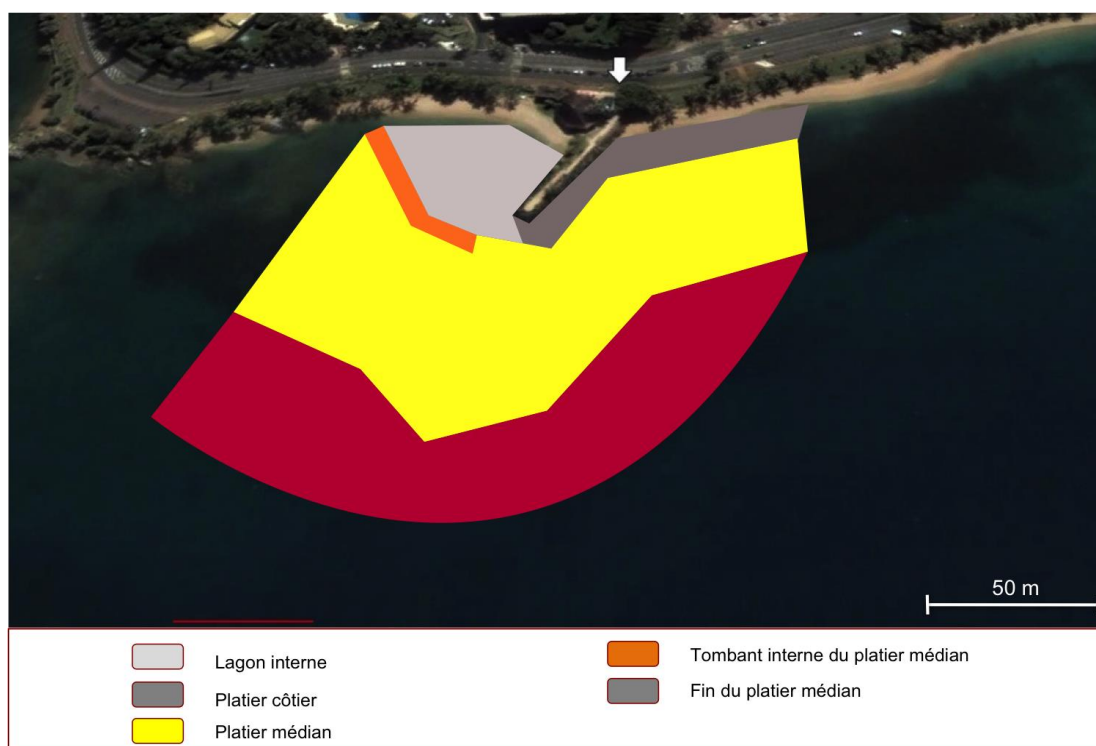 50 m
Lagon interne
Platier côtier
Platier médian
Tombant interne du platier médian
Fin du platier médian